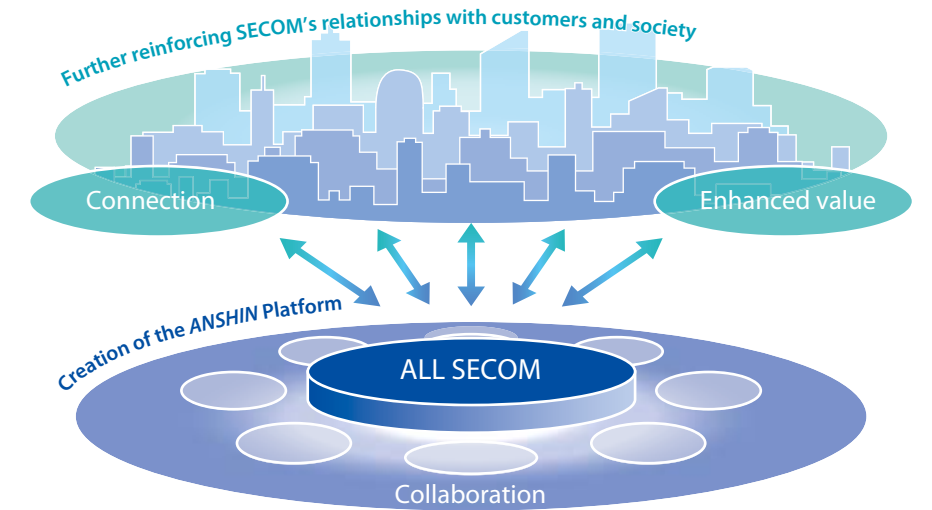 Further reinforcing SECOM's relationships with customers and society
Connection
Enhanced value
Creation of the ANSHIN Platform
ALL SECOM
Collaboration